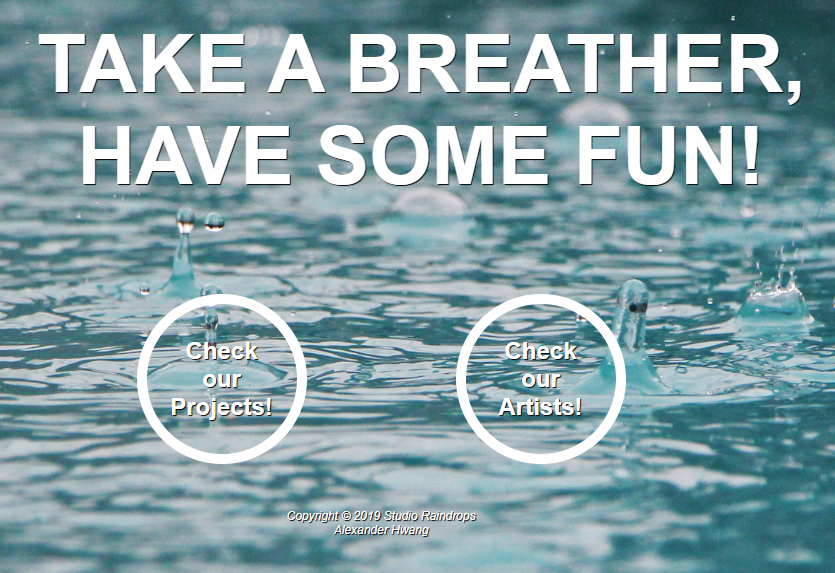 TAKE A BREATHER,
HAVE SOME FUN!
Check
our
Projects!
Check
our
Artists!
Copyright © 2019 Studio Raindrops
Alexander Hwang